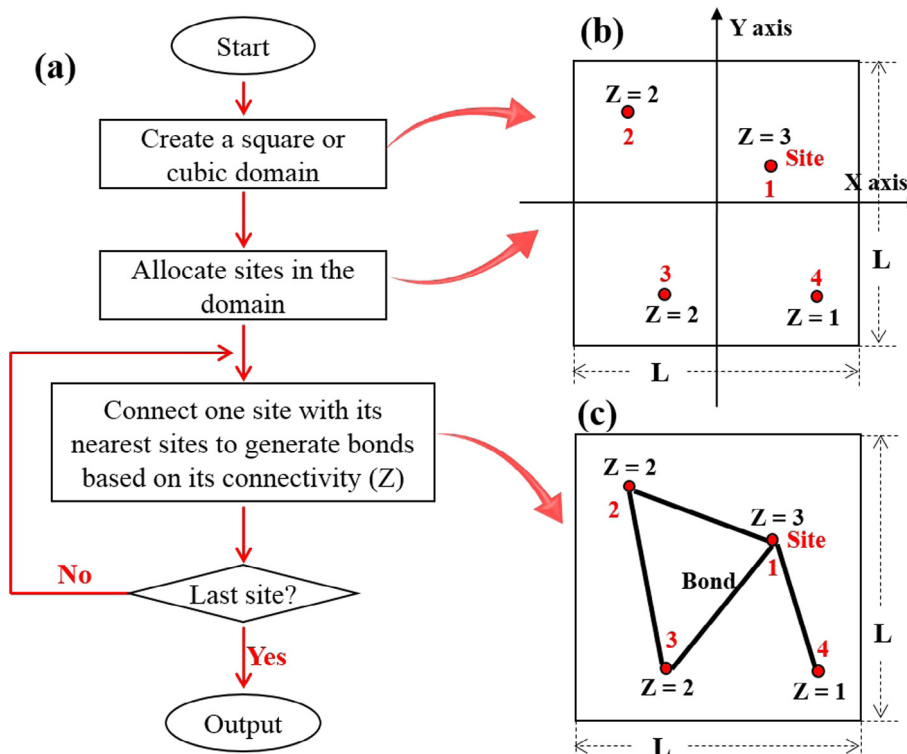 (a)
Start
Create a square or
cubic domain
Allocate sites in the
domain
Connect one site with its
nearest sites to generate bonds
based on its connectivity (Z)
No
Last site?
Yes
Output
(b)
Y axis
Z = 2
2
Z = 3
Site
1
X axis
3
Z = 2
4
Z = 1
L
L
(c)
Z = 2
2
Z = 3
Site
1
Bond
3
Z = 2
4
Z = 1
L
L